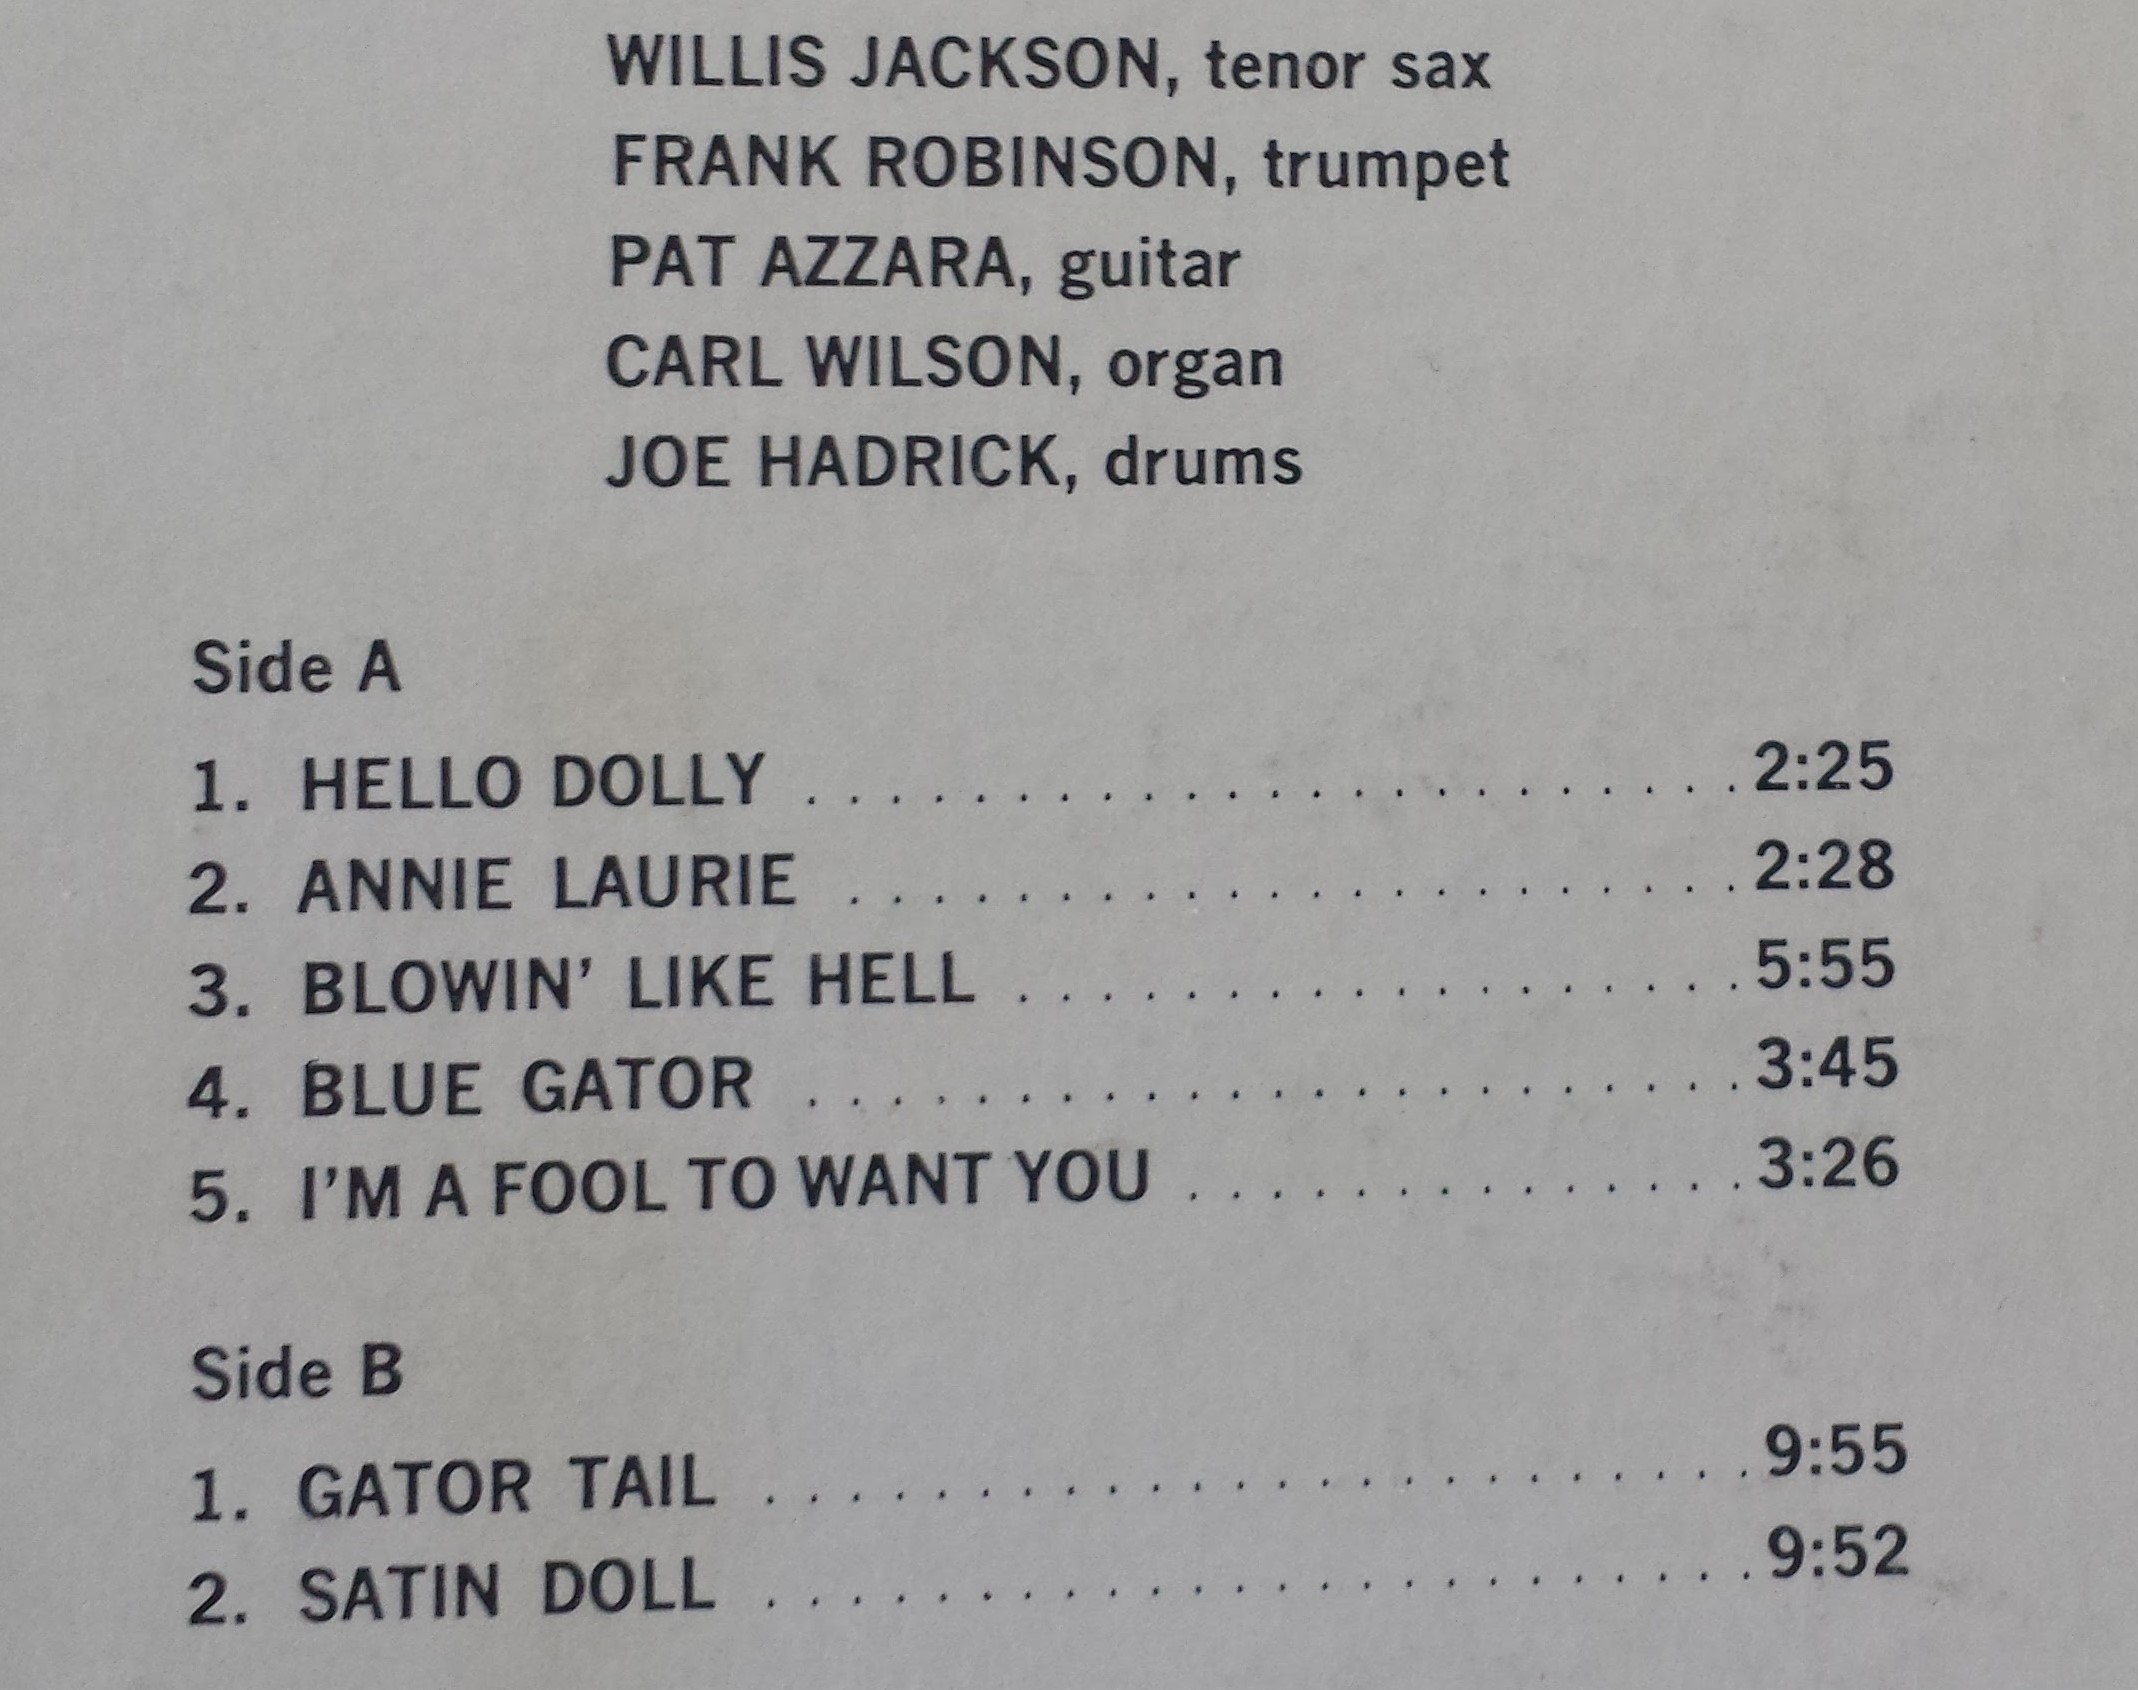 WILLIS JACKSON, tenor sax
FRANK ROBINSON, trumpet
PAT AZZARA, guitar
CARL WILSON, organ
JOE HADRICK, drums
Side A
1. HELLO DOLLY . . . . . . . . . . . . . . . . . . . . . . 2:25
2. ANNIE LAURIE . . . . . . . . . . . . . . . . . . . . . 2:28
3. BLOWIN’ LIKE HELL . . . . . . . . . . . . . . . . . 5:55
4. BLUE GATOR . . . . . . . . . . . . . . . . . . . . . . 3:45
5. I’M A FOOL TO WANT YOU . . . . . . . . . . . . . 3:26
Side B
1. GATOR TAIL . . . . . . . . . . . . . . . . . . . . . . . 9:55
2. SATIN DOLL . . . . . . . . . . . . . . . . . . . . . . . 9:52